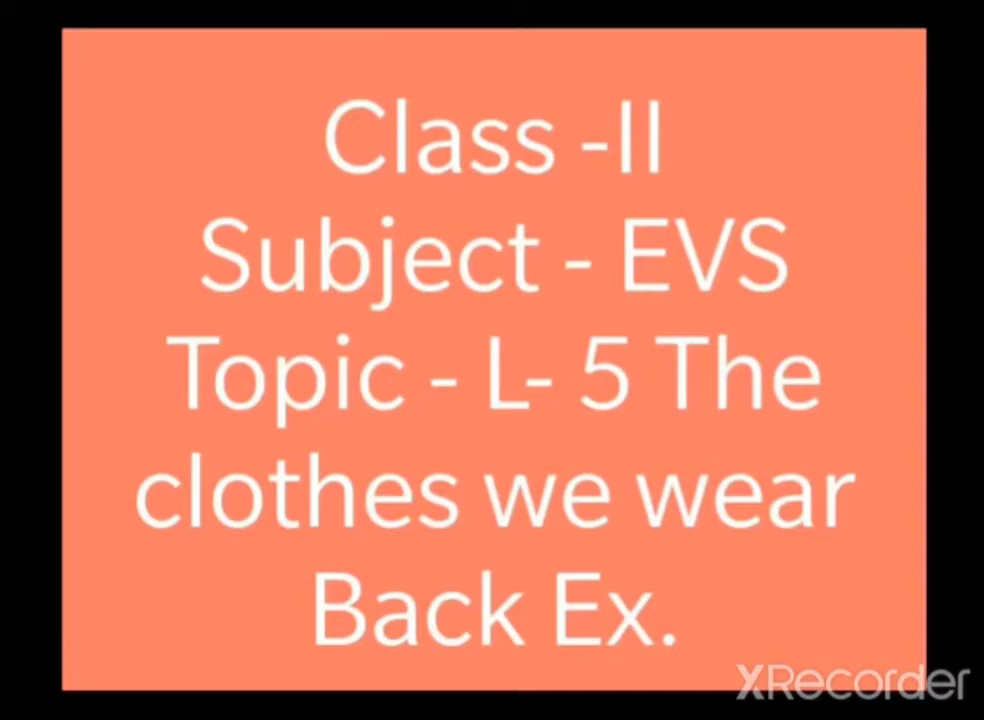 Class -II
Subject - EVS
Topic - L- 5 The
clothes we wear
Back Ex.
XRecorder